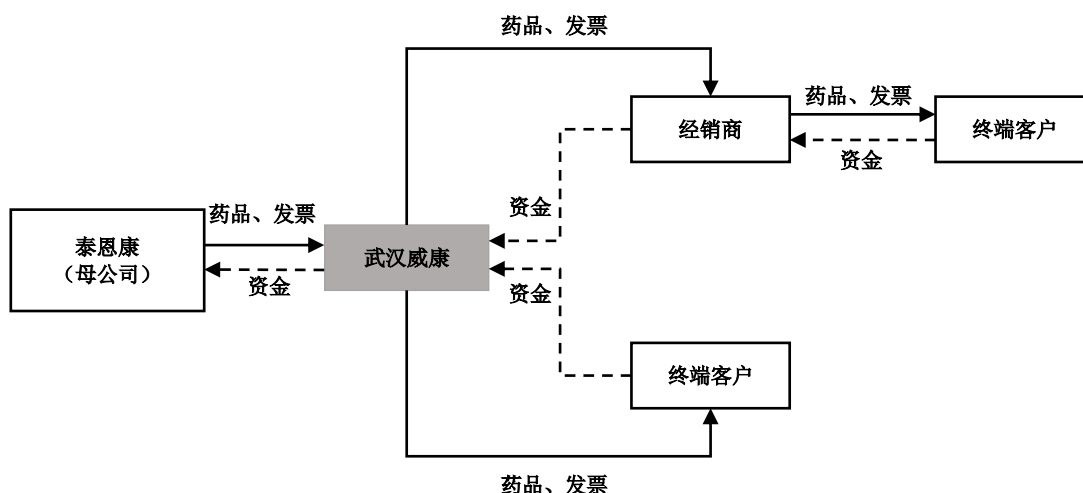 药品、发票
经销商
药品、发票
资金
终端客户
资金
泰恩康
（母公司）
药品、发票
资金
武汉威康
资金
终端客户
药品、发票